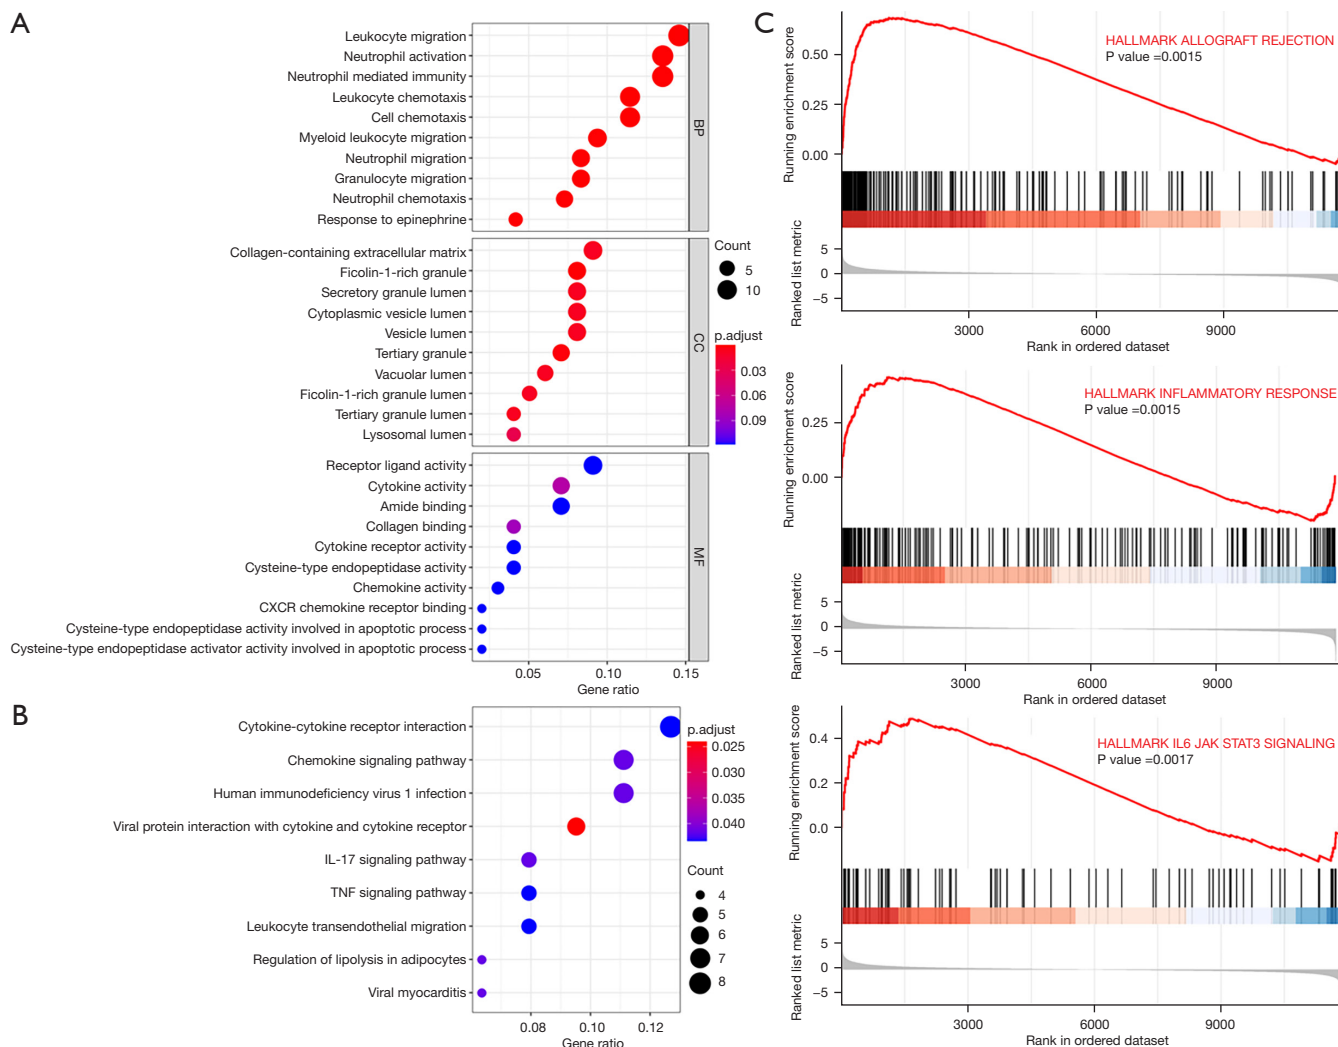 A
Leukocyte migration
Neutrophil activation
Neutrophil mediated immunity
Leukocyte chemotaxis
Cell chemotaxis
Myeloid leukocyte migration
Neutrophil migration
Granulocyte migration
Neutrophil chemotaxis
Response to epinephrine
BP
Collagen-containing extracellular matrix
Ficolin-1-rich granule
Secretory granule lumen
Cytoplasmic vesicle lumen
Vesicle lumen
Tertiary granule
Vacuolar lumen
Ficolin-1-rich granule lumen
Tertiary granule lumen
Lysosomal lumen
CC
Receptor ligand activity
Cytokine activity
Amide binding
Collagen binding
Cytokine receptor activity
Cysteine-type endopeptidase activity
Chemokine activity
CXCR chemokine receptor binding
Cysteine-type endopeptidase activity involved in apoptotic process
Cysteine-type endopeptidase activator activity involved in apoptotic process
MF
0.05 0.10 0.15
Gene ratio
Count
5
10
p.adjust
0.03
0.06
0.09
B
Cytokine-cytokine receptor interaction
Chemokine signaling pathway
Human immunodeficiency virus 1 infection
Viral protein interaction with cytokine and cytokine receptor
IL-17 signaling pathway
TNF signaling pathway
Leukocyte transendothelial migration
Regulation of lipolysis in adipocytes
Viral myocarditis
0.08 0.10 0.12
Gene ratio
p.adjust
0.025
0.030
0.035
0.040
Count
4
5
6
7
8
C
Running enrichment score
0.50
0.25
0.00
HALLMARK ALLOGRAFT REJECTION
P value =0.0015
Ranked list metric
5
0
−5
3000 6000 9000
Rank in ordered dataset
Running enrichment score
0.25
0.00
HALLMARK INFLAMMATORY RESPONSE
P value =0.0015
Ranked list metric
5
0
−5
3000 6000 9000
Rank in ordered dataset
Running enrichment score
0.4
0.2
0.0
HALLMARK IL6 JAK STAT3 SIGNALING
P value =0.0017
Ranked list metric
5
0
−5
3000 6000 9000
Rank in ordered dataset